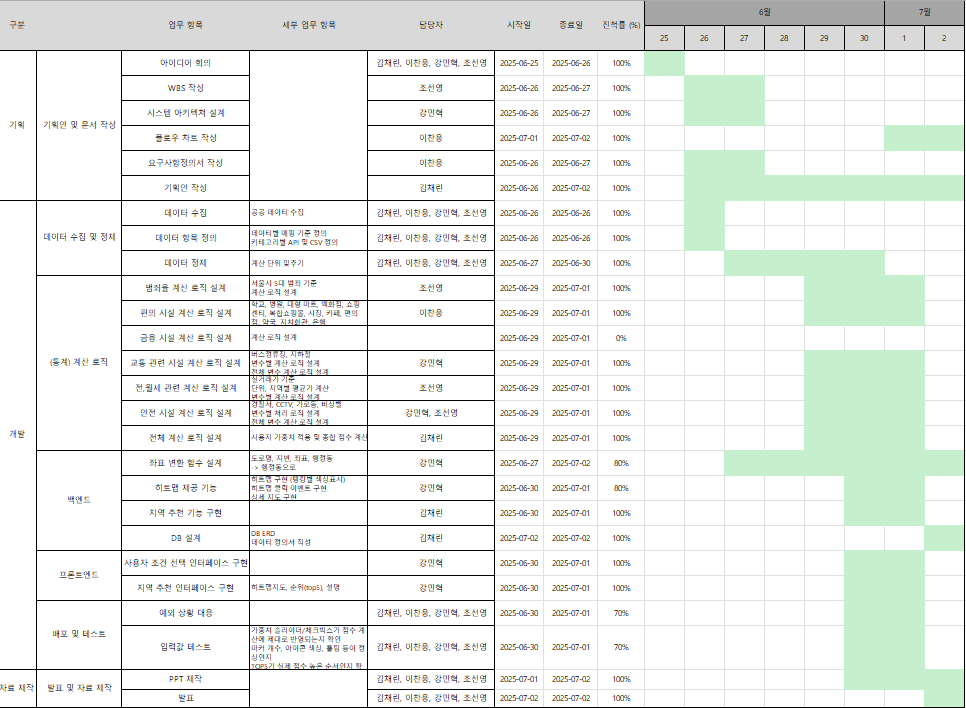 구분 업무 항목 세부 업무 항목 담당자 시작일 종료일 진척률 (%) 6월 7월
25 26 27 28 29 30 1 2
기획 기획안 및 문서 작성
아이디어 회의 김채린, 이찬용, 강민혁, 조선영 2025-06-25 2025-06-26 100%
WBS 작성 조선영 2025-06-26 2025-06-27 100%
시스템 아키텍처 설계 강민혁 2025-06-26 2025-06-27 100%
플로우 차트 작성 이찬용 2025-07-01 2025-07-02 100%
요구사항정의서 작성 이찬용 2025-06-26 2025-06-27 100%
기획안 작성 김채린 2025-06-26 2025-07-02 100%
개발
데이터 수집 및 정제
데이터 수집 공공 데이터 수집 김채린, 이찬용, 강민혁, 조선영 2025-06-26 2025-06-26 100%
데이터 항목 정의 김채린, 이찬용, 강민혁, 조선영 2025-06-26 2025-06-26 100%
데이터별 매핑 기준 정의
카테고리별 API 및 CSV 정의
데이터 정제 계산 단위 맞추기 김채린, 이찬용, 강민혁, 조선영 2025-06-27 2025-06-30 100%
(통계) 계산 로직
범죄율 계산 로직 설계 조선영 2025-06-29 2025-07-01 100%
서울시 5대 범죄 기준
계산 로직 설계
편의 시설 계산 로직 설계 이찬용 2025-06-29 2025-07-01 100%
학교, 병원, 대형 마트, 백화점, 쇼핑
센터, 복합쇼핑몰, 시장, 카페, 편의
점, 약국, 자치회관, 은행
금융 시설 계산 로직 설계 계산 로직 설계 2025-06-29 2025-07-01 0%
교통 관련 시설 계산 로직 설계 강민혁 2025-06-29 2025-07-01 100%
버스정류장, 지하철
변수별 계산 로직 설계
전체 변수 계산 로직 설계
전,월세 관련 계산 로직 설계 조선영 2025-06-29 2025-07-01 100%
실거래가 기준
단위, 지역별 평균가 계산
변수별 계산 로직 설계
안전 시설 계산 로직 설계 강민혁, 조선영 2025-06-29 2025-07-01 100%
경찰서, CCTV, 가로등, 비상벨
변수별 처리 로직 설계
전체 변수 계산 로직 설계
전체 계산 로직 설계 사용자 가중치 적용 및 종합 점수 계산 김채린 2025-06-29 2025-07-01 100%
백엔드
좌표 변환 함수 설계 강민혁 2025-06-27 2025-07-02 80%
도로명, 지번, 좌표, 행정동
-> 행정동으로
히트맵 제공 기능 강민혁 2025-06-30 2025-07-01 80%
히트맵 구현 (랭킹별 색상표시)
히트맵 클릭 이벤트 구현
상세 지도 구현
지역 추천 기능 구현 김채린 2025-06-30 2025-07-01 100%
DB 설계 김채린 2025-07-02 2025-07-02 100%
DB ERD
데이터 정의서 작성
프론트엔드
사용자 조건 선택 인터페이스 구현 강민혁 2025-06-30 2025-07-01 100%
지역 추천 인터페이스 구현 히트맵지도, 순위(top5), 설명 강민혁 2025-06-30 2025-07-01 100%
배포 및 테스트
예외 상황 대응 김채린, 이찬용, 강민혁, 조선영 2025-06-30 2025-07-01 70%
입력값 테스트 김채린, 이찬용, 강민혁, 조선영 2025-06-30 2025-07-01 70%
가중치 슬라이더/체크박스가 점수 계
산에 제대로 반영되는지 확인
마커 개수, 아이콘 색상, 툴팁 등이 정
상인지
TOP5가 실제 점수 높은 순서인지 확
자료 제작 발표 및 자료 제작
PPT 제작 김채린, 이찬용, 강민혁, 조선영 2025-07-01 2025-07-02 100%
발표 김채린, 이찬용, 강민혁, 조선영 2025-07-02 2025-07-02 100%